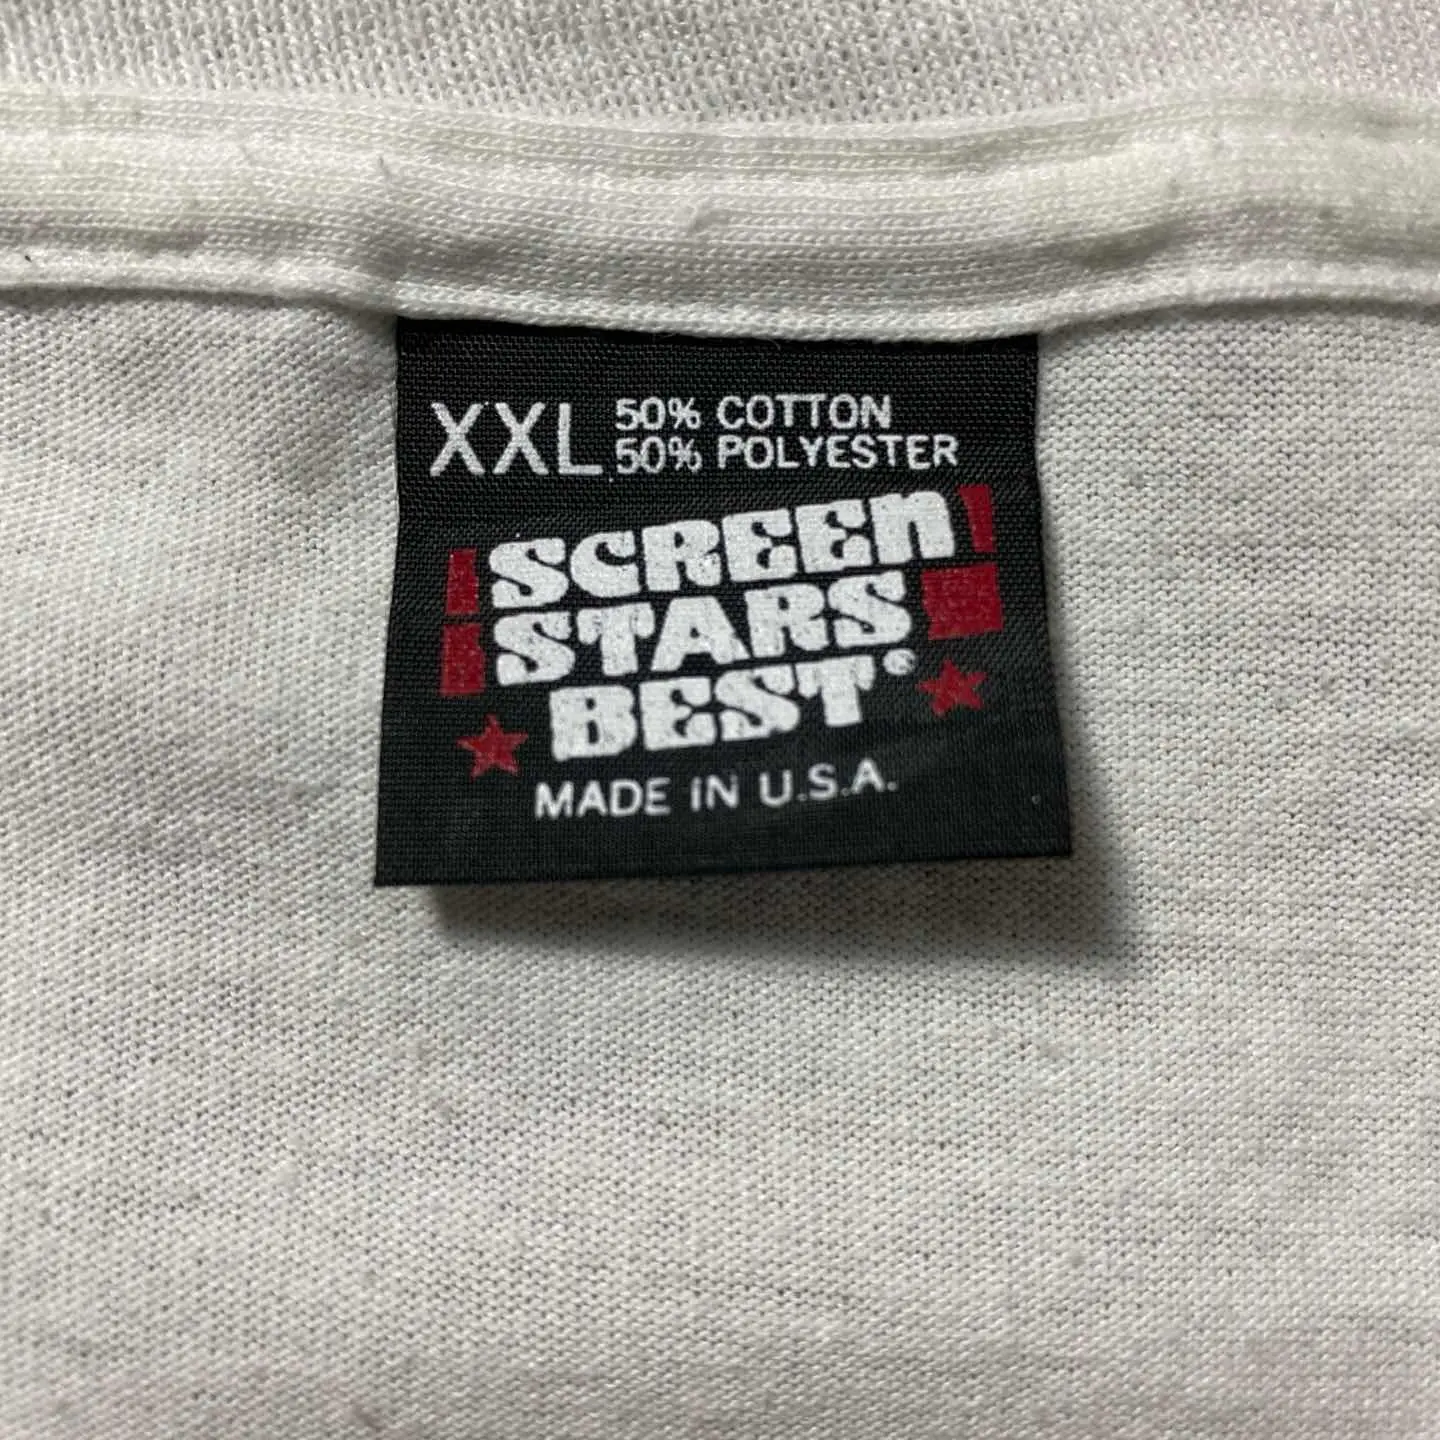 XXL 50% COTTON
50% POLYESTER
SCREEN
STARS
BEST®
MADE IN U.S.A.